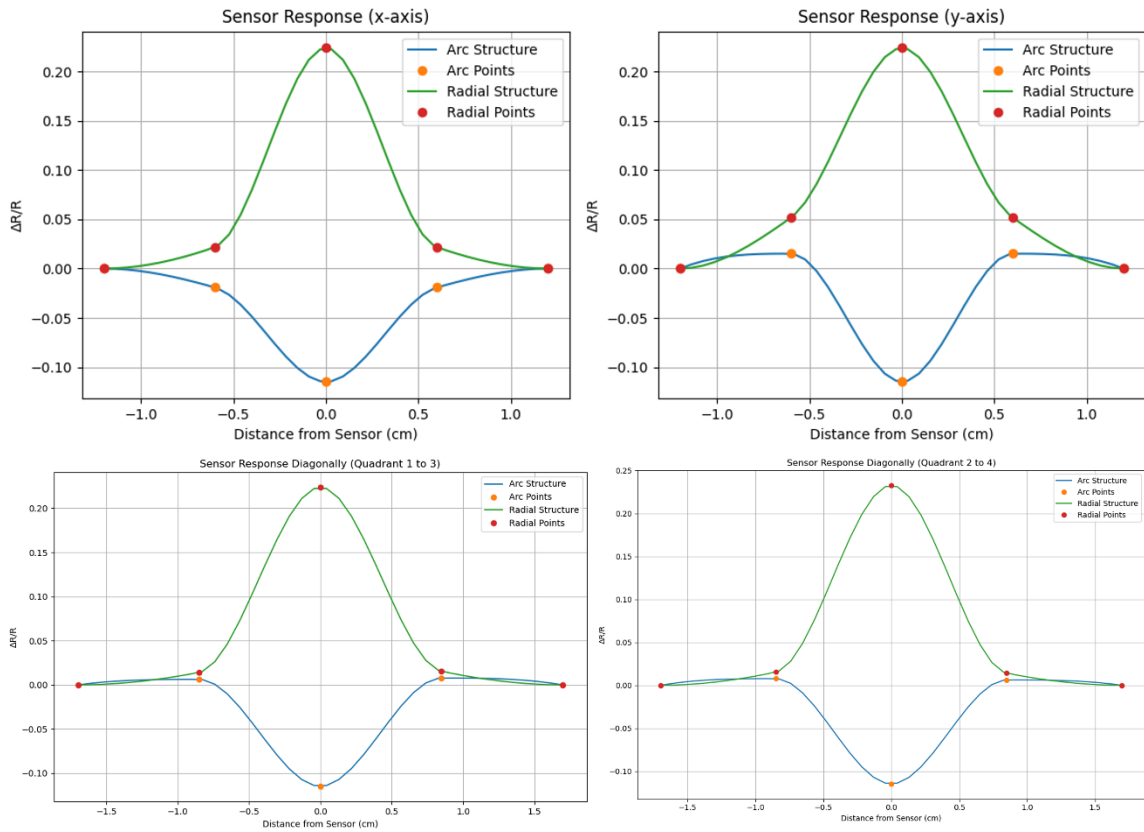 Sensor Response (x-axis)
0.20
0.15
0.10
0.05
0.00
−0.05
−0.10
ΔR/R
Arc Structure
Arc Points
Radial Structure
Radial Points
−1.0
−0.5
0.0
0.5
1.0
Distance from Sensor (cm)
Sensor Response (y-axis)
0.20
0.15
0.10
0.05
0.00
−0.05
−0.10
ΔR/R
Arc Structure
Arc Points
Radial Structure
Radial Points
−1.0
−0.5
0.0
0.5
1.0
Distance from Sensor (cm)
Sensor Response Diagonally (Quadrant 1 to 3)
0.20
0.15
0.10
0.05
0.00
−0.05
−0.10
ΔR/R
Arc Structure
Arc Points
Radial Structure
Radial Points
−1.5
−1.0
−0.5
0.0
0.5
1.0
1.5
Distance from Sensor (cm)
Sensor Response Diagonally (Quadrant 2 to 4)
0.25
0.20
0.15
0.10
0.05
0.00
−0.05
−0.10
ΔR/R
Arc Structure
Arc Points
Radial Structure
Radial Points
−1.5
−1.0
−0.5
0.0
0.5
1.0
1.5
Distance from Sensor (cm)